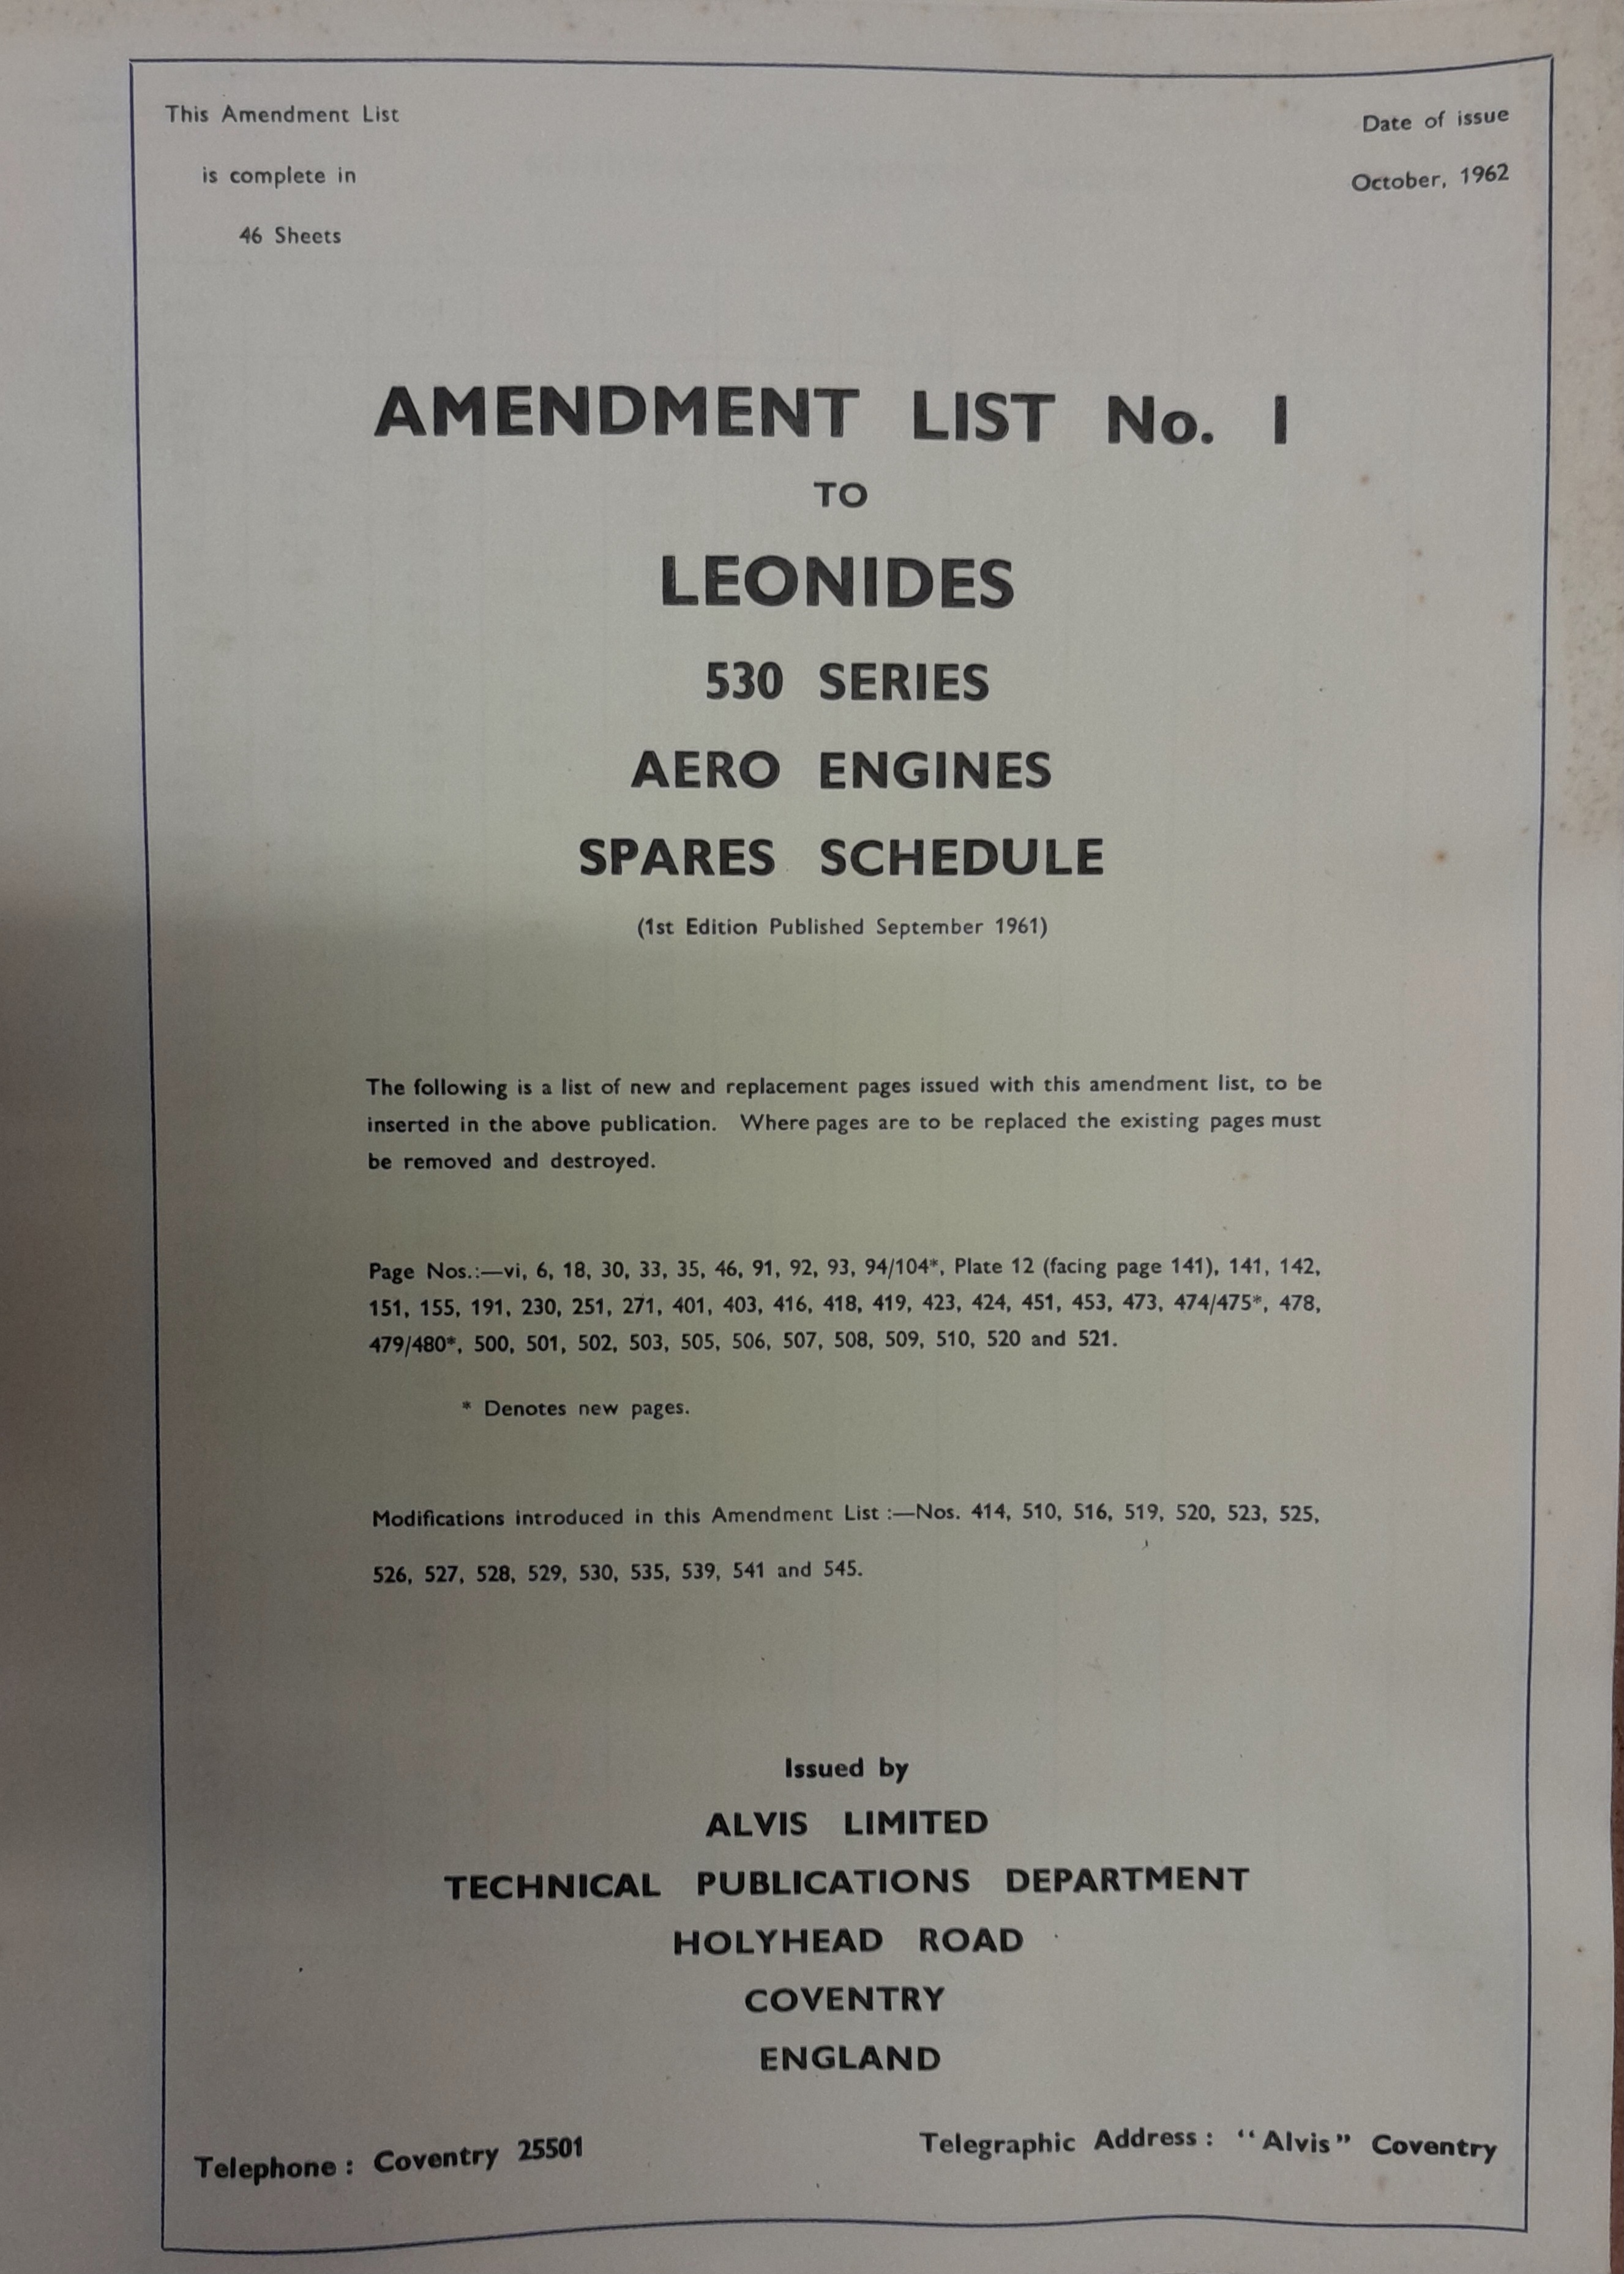 This Amendment List
is complete in
46 Sheets
Date of issue
October, 1962
AMENDMENT LIST No. 1
TO
LEONIDES
530 SERIES
AERO ENGINES
SPARES SCHEDULE
(1st Edition Published September 1961)
The following is a list of new and replacement pages issued with this amendment list, to be
inserted in the above publication. Where pages are to be replaced the existing pages must
be removed and destroyed.
Page Nos.:—vi, 6, 18, 30, 33, 35, 46, 91, 92, 93, 94/104*, Plate 12 (facing page 141), 141, 142,
151, 155, 191, 230, 251, 271, 401, 403, 416, 418, 419, 423, 424, 451, 453, 473, 474/475*, 478,
479/480*, 500, 501, 502, 503, 505, 506, 507, 508, 509, 510, 520 and 521.
* Denotes new pages.
Modifications introduced in this Amendment List :—Nos. 414, 510, 516, 519, 520, 523, 525,
526, 527, 528, 529, 530, 535, 539, 541 and 545.
Issued by
ALVIS LIMITED
TECHNICAL PUBLICATIONS DEPARTMENT
HOLYHEAD ROAD
COVENTRY
ENGLAND
Telephone : Coventry 25501
Telegraphic Address : “Alvis” Coventry